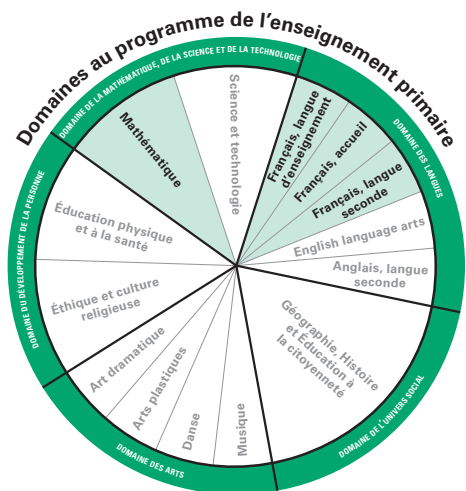 Domaines au programme de l'enseignement primaire
DOMAINE DE LA MATHÉMATIQUE, DE LA SCIENCE ET DE LA TECHNOLOGIE
Mathématique
Science et technologie
DOMAINE DES LANGUES
Français, langue
d'enseignement
Français, accueil
Français, langue
seconde
English language arts
Anglais, langue
seconde
DOMAINE DE L'UNIVERS SOCIAL
Géographie, Histoire
et Éducation à
la citoyenneté
DOMAINE DES ARTS
Musique
Danse
Arts plastiques
Art dramatique
DOMAINE DU DÉVELOPPEMENT DE LA PERSONNE
Éthique et culture
religieuse
Éducation physique
et à la santé